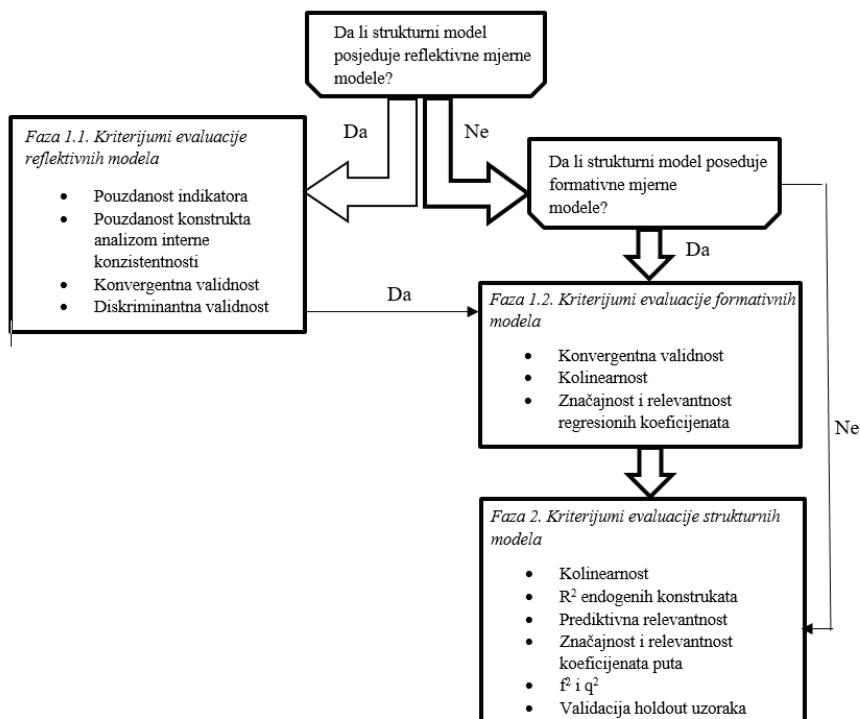 Da li strukturni model
posjeduje reflektivne mjerne
modele?
Da
Ne
Faza 1.1. Kriterijumi evaluacije
reflektivnih modela
• Pouzdanost indikatora
• Pouzdanost konstrukta
analizom interne
konzistentnosti
• Konvergentna validnost
• Diskriminantna validnost
Da li strukturni model poseduje
formativne mjerne
modele?
Da
Da
Faza 1.2. Kriterijumi evaluacije formativnih
modela
• Konvergentna validnost
• Kolinearnost
• Značajnost i relevantnost
regresionih koeficijenata
Ne
Faza 2. Kriterijumi evaluacije strukturnih
modela
• Kolinearnost
• R² endogenih konstrukata
• Prediktivna relevantnost
• Značajnost i relevantnost
koeficijenata puta
• f² i q²
• Validacija holdout uzoraka